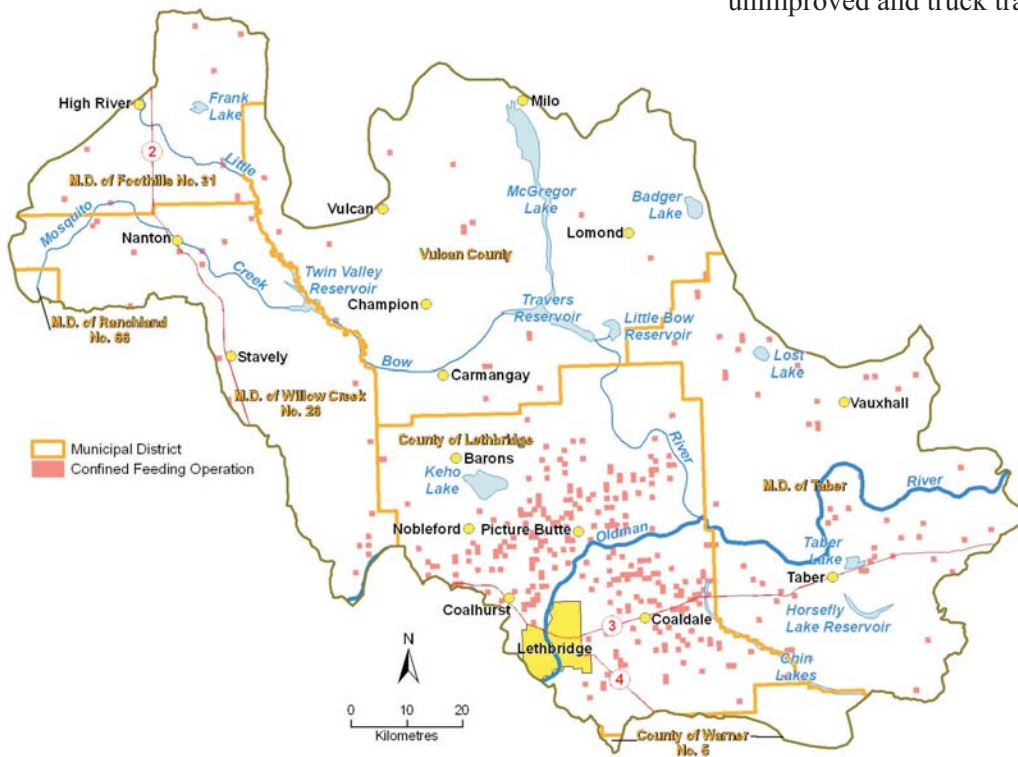 unimproved and truck tra
High River
Frank
Lake
Milo
2
Little
M.D. of Foothills No. 31
McGregor
Lake
Badger
Lake
Vulcan
Mosquito
Lomond
Nanton
Vulcan County
Creek
Twin Valley
Reservoir
Champion
Travers
Reservoir
Little Bow
Reservoir
M.D. of Ranchland
No. 66
Stavely
Bow
Lost
Lake
Carmangay
M.D. of Willow Creek
No. 26
Vauxhall
Municipal District
Confined Feeding Operation
County of Lethbridge
Barons
River
Keho
Lake
M.D. of Taber
River
Nobleford
Picture Butte
Oldman
Taber
Lake
Taber
Coalhurst
Horsefly
Lake Reservoir
3
Coaldale
N
Lethbridge
Chin
Lakes
4
0 10 20
Kilometres
County of Warner
No. 5